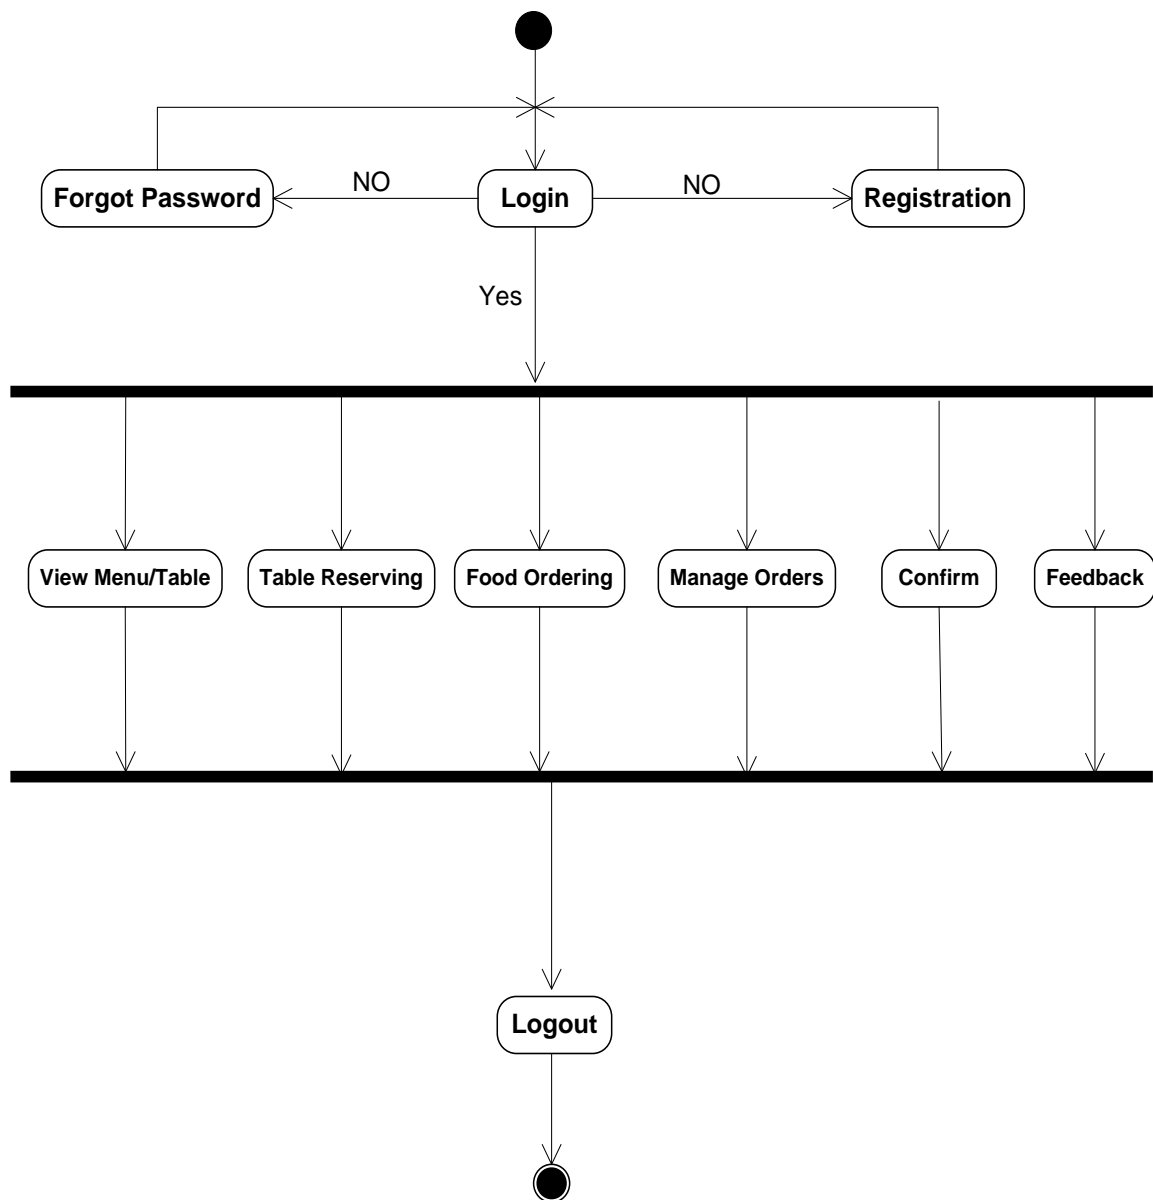 Forgot Password
NO
Login
NO
Registration
Yes
View Menu/Table
Table Reserving
Food Ordering
Manage Orders
Confirm
Feedback
Logout